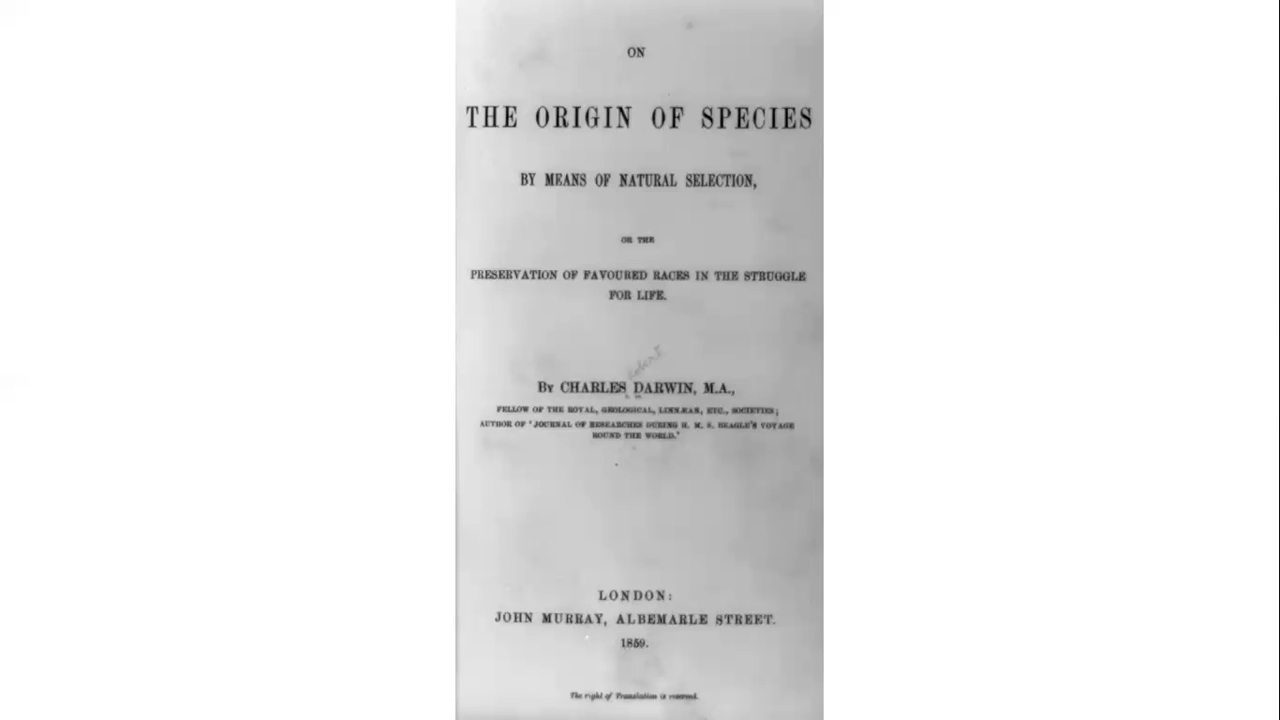 ON
THE ORIGIN OF SPECIES
BY MEANS OF NATURAL SELECTION,
OR THE
PRESERVATION OF FAVOURED RACES IN THE STRUGGLE
FOR LIFE.
Robert
BY CHARLES DARWIN, M.A.,
FELLOW OF THE ROYAL, GEOLOGICAL, LINNÆAN, ETC., SOCIETIES;
AUTHOR OF 'JOURNAL OF RESEARCHES DURING H. M. S. BEAGLE'S VOYAGE
ROUND THE WORLD.'
LONDON:
JOHN MURRAY, ALBEMARLE STREET.
1859.
The right of Translation is reserved.